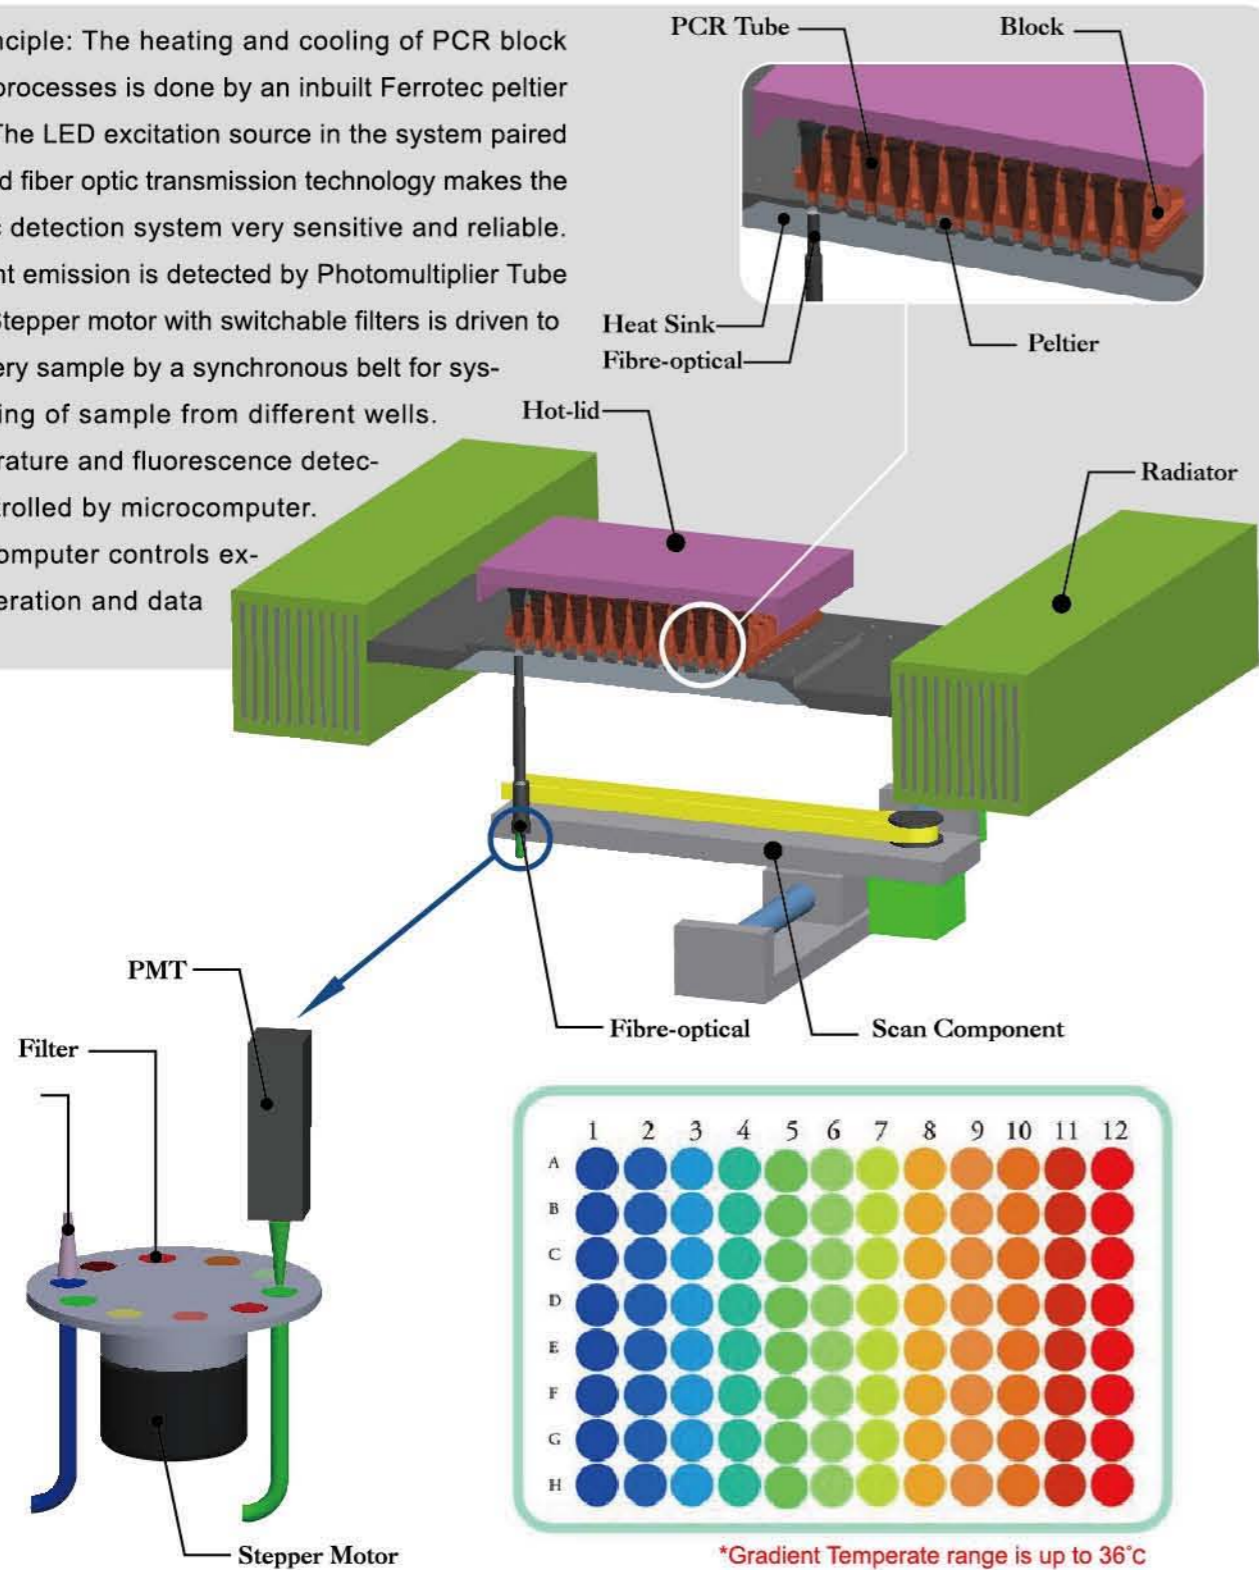 nciple: The heating and cooling of PCR block
processes is done by an inbuilt Ferrotec peltier
The LED excitation source in the system paired
d fiber optic transmission technology makes the
c detection system very sensitive and reliable.
nt emission is detected by Photomultiplier Tube
Stepper motor with switchable filters is driven to
ery sample by a synchronous belt for sys-
ing of sample from different wells.
rature and fluorescence detec-
trolled by microcomputer.
computer controls ex-
eration and data
PCR Tube
Block
Heat Sink
Fibre-optical
Peltier
Hot-lid
Radiator
PMT
Filter
Fibre-optical
Scan Component
Stepper Motor
1 2 3 4 5 6 7 8 9 10 11 12
A
B
C
D
E
F
G
H
*Gradient Temperate range is up to 36°c